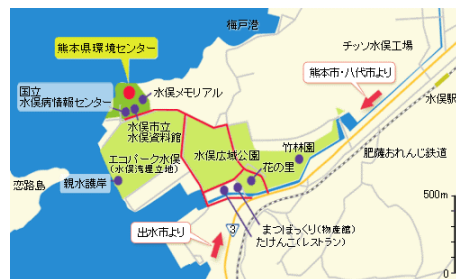 梅戸港
チッソ水俣工場
熊本県環境センター
熊本市・八代市より
国立
水俣病情報センター
水俣メモリアル
水俣駅
水俣市立
水俣資料館
エコパーク水俣
(水俣湾埋立地)
水俣広域公園
竹林園
花の里
肥薩おれんじ鉄道
恋路島
親水護岸
500m
まつぼっくり(物産館)
たけんこ(レストラン)
出水市より
3
0